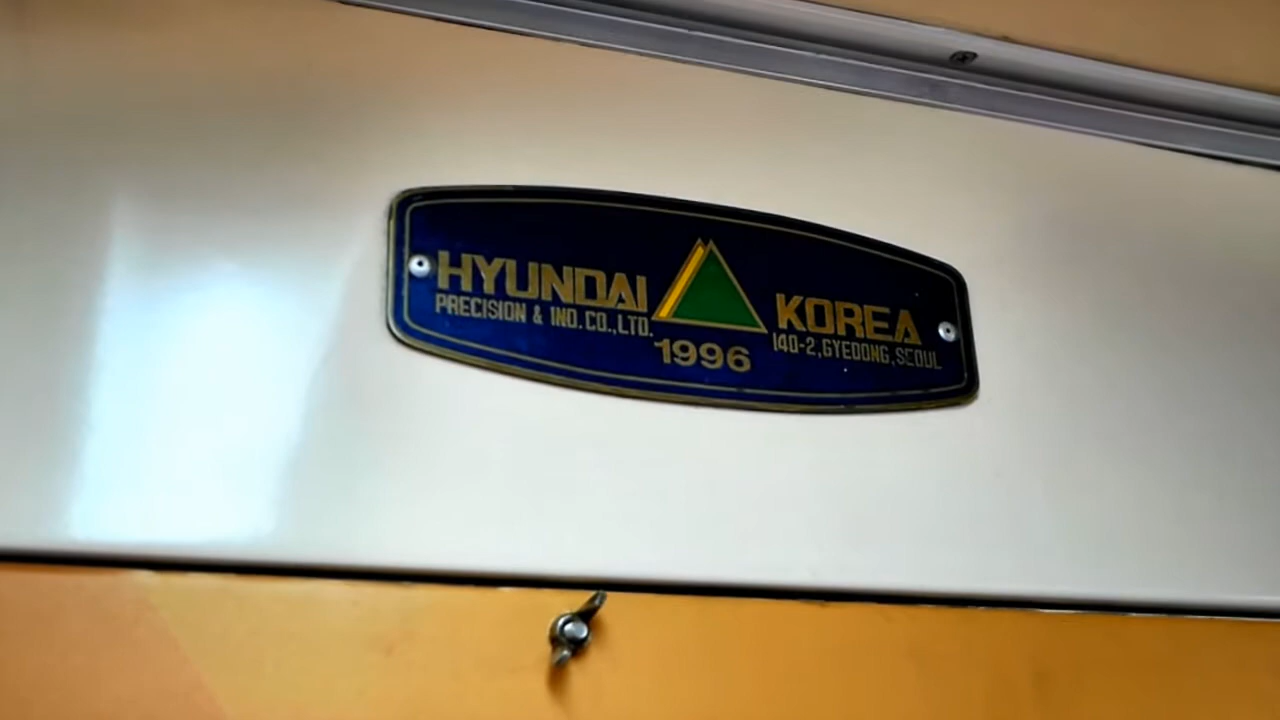 HYUNDAI
PRECISION & IND.CO.,LTD.
1996
KOREA
140-2,GYEDONG,SEOUL